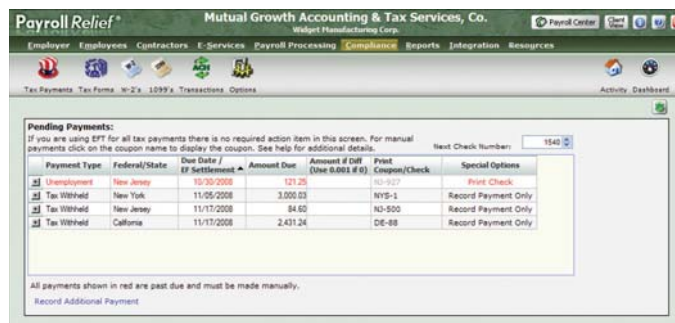 Payroll Relief
Mutual Growth Accounting & Tax Services, Co.
Widget Manufacturing Corp.
Payroll Center
Client View
Employer Employees Contractors E-Services Payroll Processing Compliance Reports Integration Resources
Tax Payments Tax Forms W-2's 1099's Transactions Options
Activity Dashboard
Pending Payments:
If you are using EFT for all tax payments there is no required action item in this screen. For manual
payments click on the coupon name to display the coupon. See help for additional details.
Next Check Number: 1540
Payment Type Federal/State Due Date / EF Settlement Amount Due Amount if Diff (Use 0.001 if 0) Print Coupon/Check Special Options
Unemployment New Jersey 10/30/2008 121.25 NJ-927 Print Check
Tax Withheld New York 11/05/2008 3,000.03 NYS-1 Record Payment Only
Tax Withheld New Jersey 11/17/2008 84.60 NJ-500 Record Payment Only
Tax Withheld California 11/17/2008 2,431.24 DE-88 Record Payment Only
All payments shown in red are past due and must be made manually.
Record Additional Payment